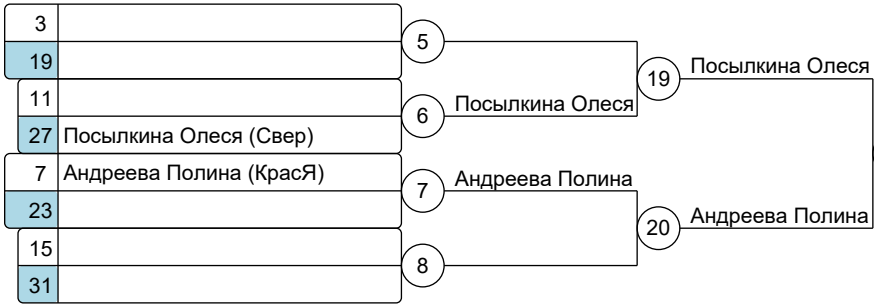 3
19
5
11
27 Посылкина Олеся (Свер)
6 Посылкина Олеся
19 Посылкина Олеся
7 Андреева Полина (КрасЯ)
23
7 Андреева Полина
15
31
8
20 Андреева Полина